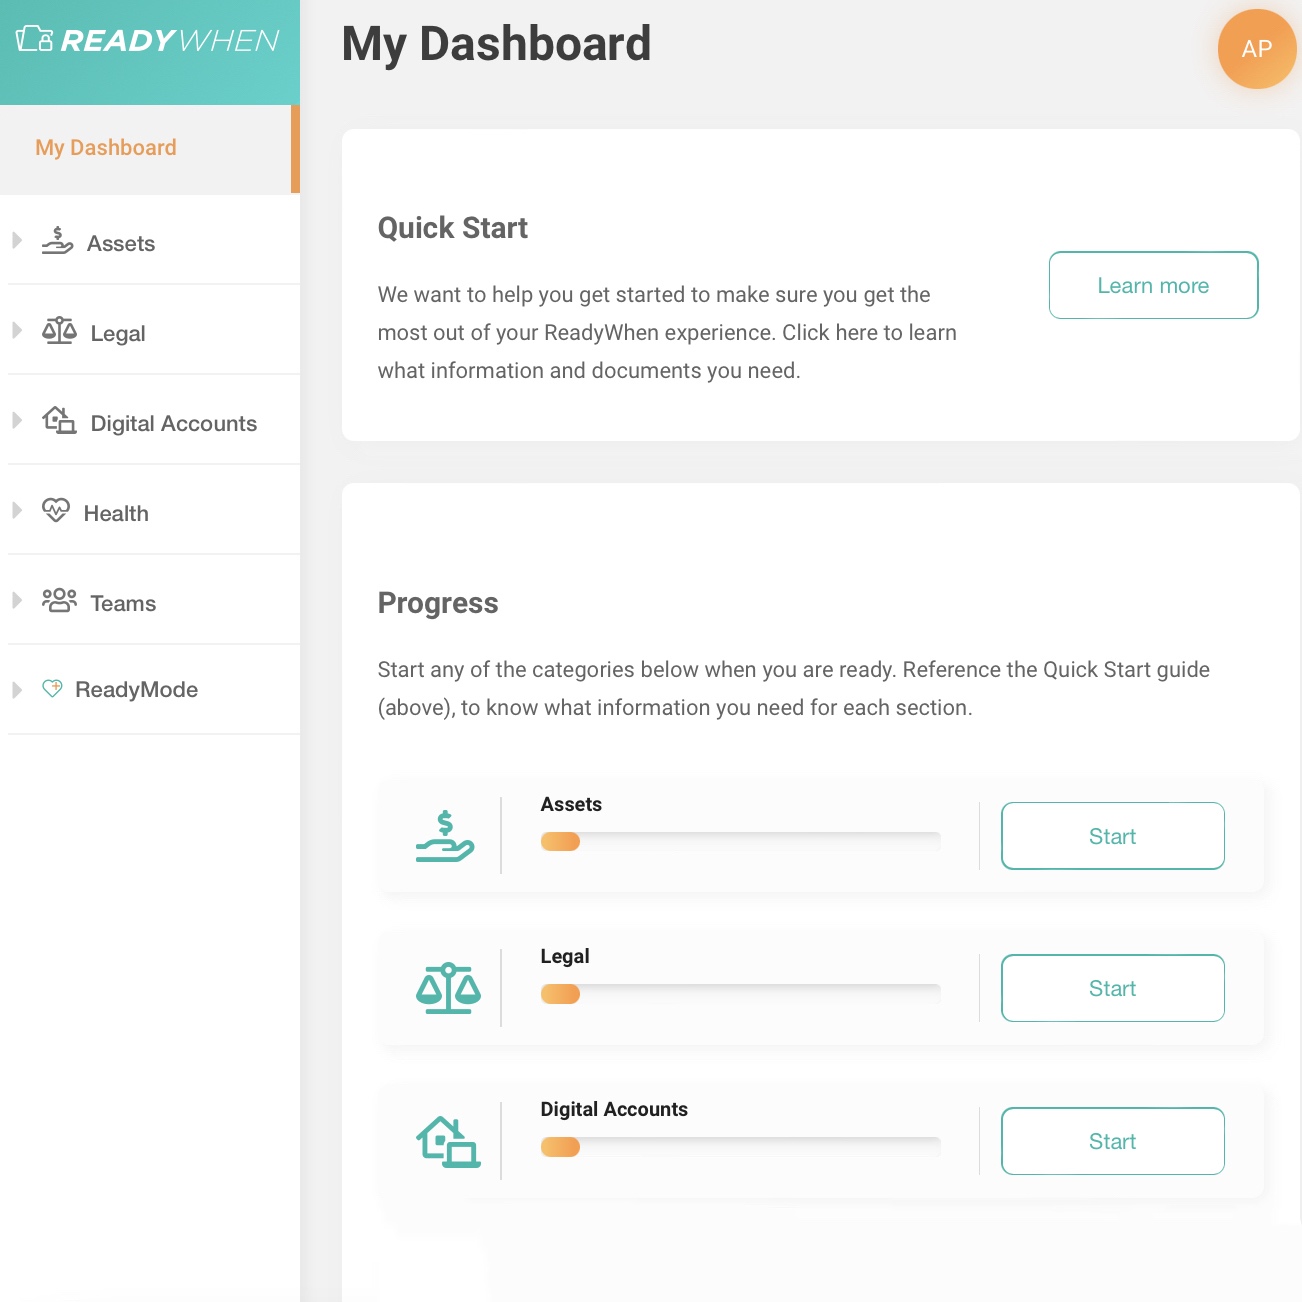 READYWHEN
My Dashboard
AP
My Dashboard
Assets
Legal
Digital Accounts
Health
Teams
ReadyMode
Quick Start
We want to help you get started to make sure you get the
most out of your ReadyWhen experience. Click here to learn
what information and documents you need.
Learn more
Progress
Start any of the categories below when you are ready. Reference the Quick Start guide
(above), to know what information you need for each section.
Assets
Start
Legal
Start
Digital Accounts
Start